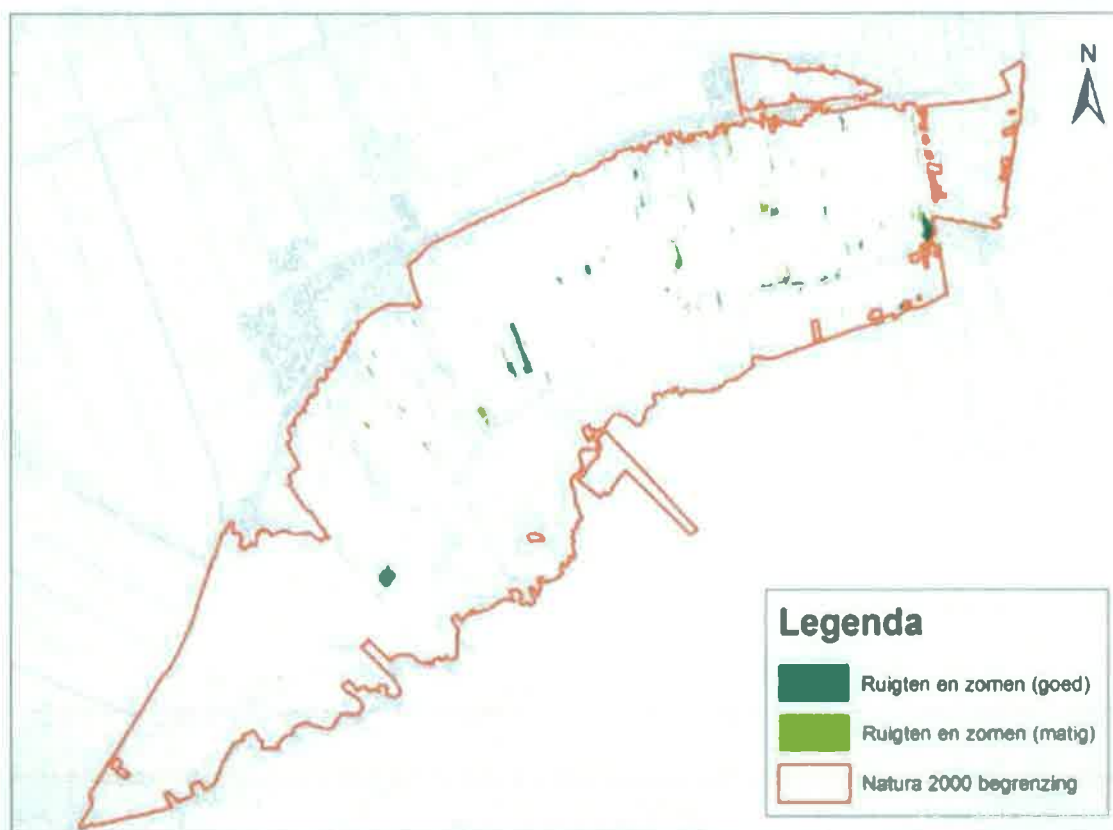 N
Legenda
Ruigten en zomen (goed)
Ruigten en zomen (matig)
Natura 2000 begrenzing